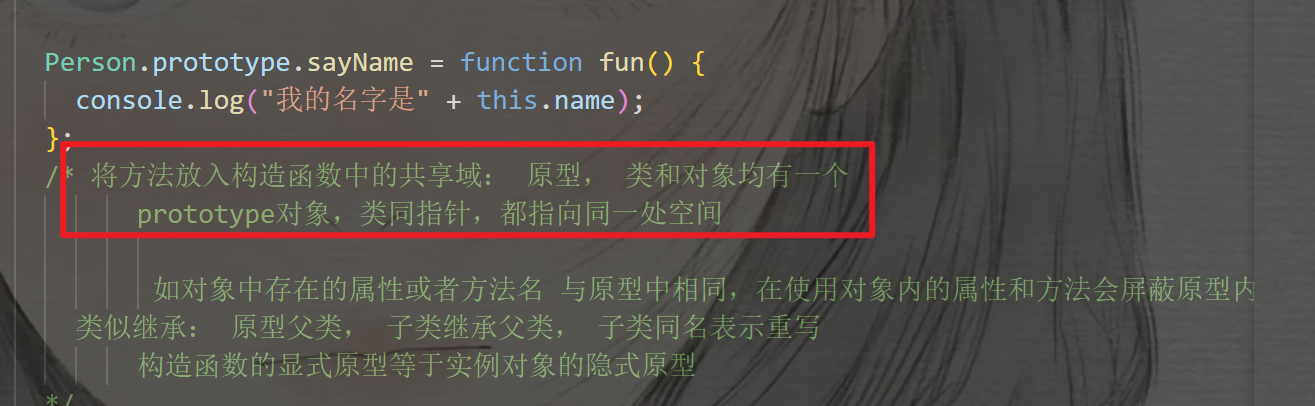 Person.prototype.sayName = function fun() {
console.log("我的名字是" + this.name);
};
/* 将方法放入构造函数中的共享域： 原型， 类和对象均有一个
prototype对象，类同指针，都指向同一处空间
如对象中存在的属性或者方法名 与原型中相同，在使用对象内的属性和方法会屏蔽原型内
类似继承： 原型父类， 子类继承父类， 子类同名表示重写
构造函数的显式原型等于实例对象的隐式原型
*/